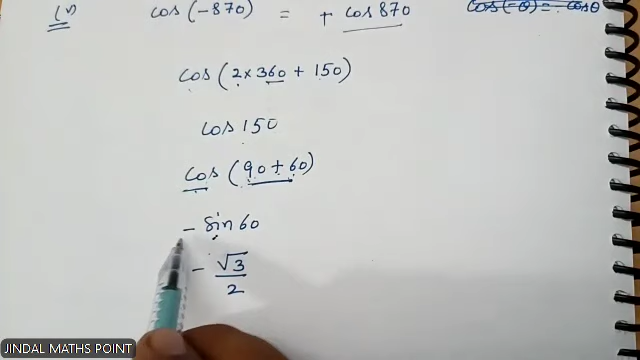 (v) cos(-870) = + cos 870 cos(-θ) = cosθ
cos(2×360 + 150)
cos 150
cos (90 + 60)
- sin 60
- √3/2
JINDAL MATHS POINT